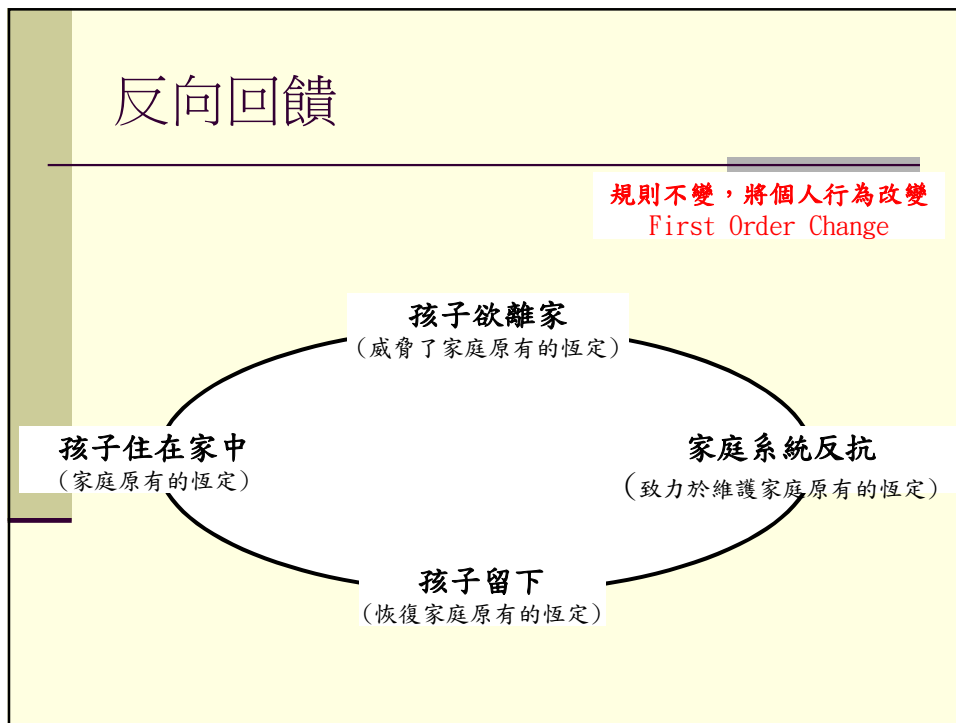 反向回饋
規則不變，將個人行為改變
First Order Change
孩子欲離家
（威脅了家庭原有的恆定）
孩子住在家中
（家庭原有的恆定）
家庭系統反抗
（致力於維護家庭原有的恆定）
孩子留下
（恢復家庭原有的恆定）